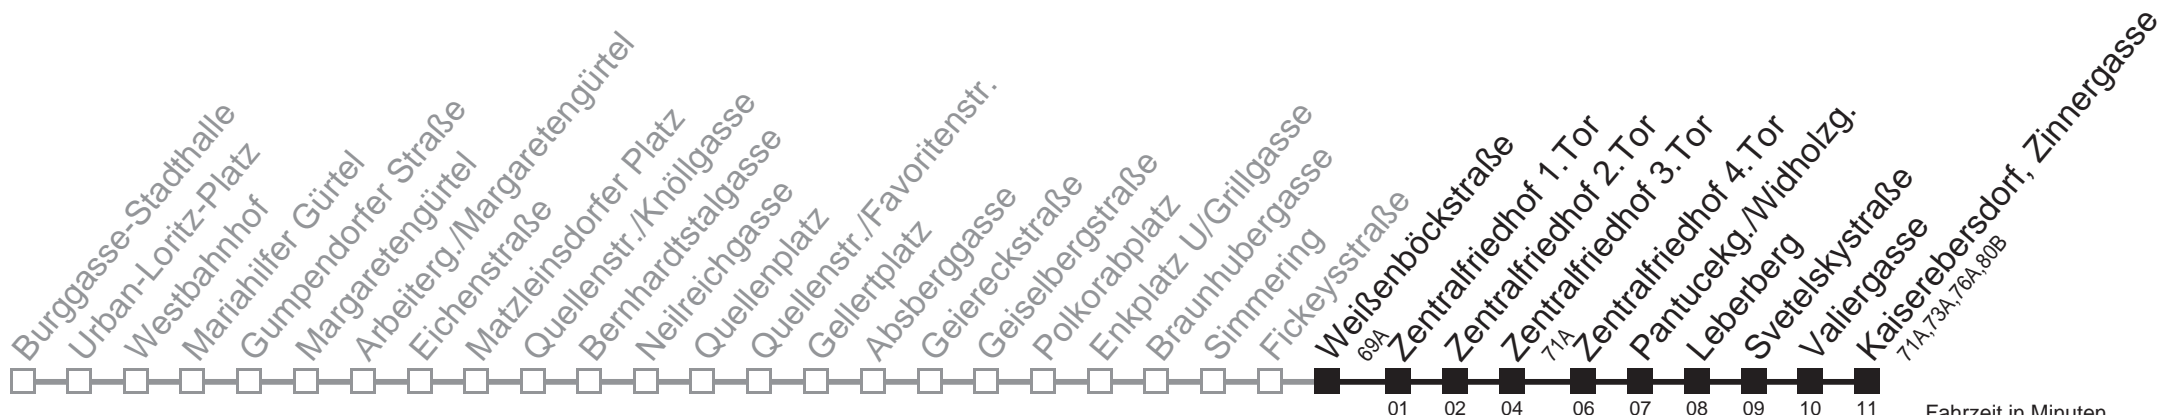 Burggasse-Stadthalle
Urban-Loritz-Platz
Westbahnhof
Mariahilfer Gürtel
Gumpendorfer Straße
Margaretengürtel
Arbeiterg./Margaretengürtel
Eichenstraße
Matzleinsdorfer Platz
Quellenstr./Knöllgasse
Bernhardtstalgasse
Neilreichgasse
Quellenplatz
Quellenstr./Favoritenstr.
Gellertplatz
Absberggasse
Geiereckstraße
Geiselbergstraße
Polkorabplatz
Enkplatz U/Grillgasse
Braunhubergasse
Simmering
Fickeysstraße
Weißenböckstraße
69A
Zentralfriedhof 1.Tor
Zentralfriedhof 2.Tor
Zentralfriedhof 3.Tor
71A
Zentralfriedhof 4.Tor
Pantucekg./Widholzg.
Leberberg
Svetelskystraße
Valiergasse
Kaiserebersdorf, Zinnergasse
71A,73A,76A,80B
01 02 04 06 07 08 09 10 11
Fahrzeit in Minuten